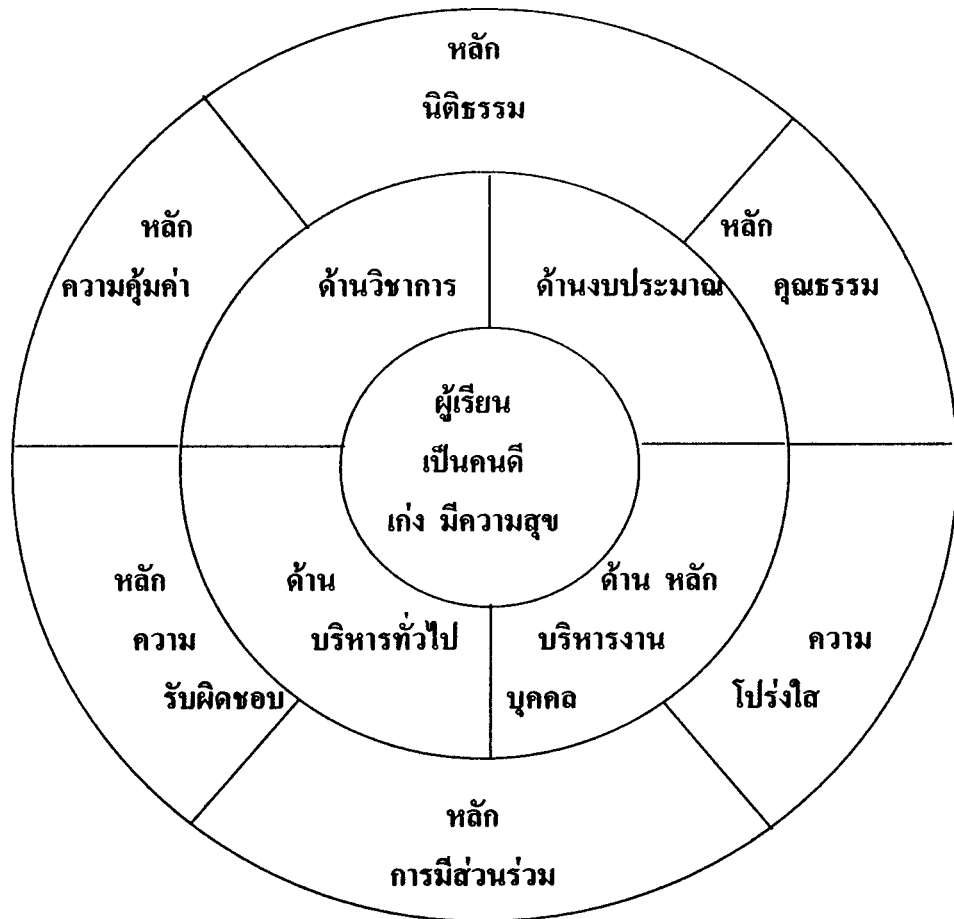 หลัก
นิติธรรม
หลัก
ความคุ้มค่า
ด้านวิชาการ
ด้านงบประมาณ
หลัก
คุณธรรม
ผู้เรียน
เป็นคนดี
เก่ง มีความสุข
หลัก
ความ
รับผิดชอบ
ด้าน
บริหารทั่วไป
ด้าน หลัก
บริหารงาน
บุคคล
ความ
โปร่งใส
หลัก
การมีส่วนร่วม